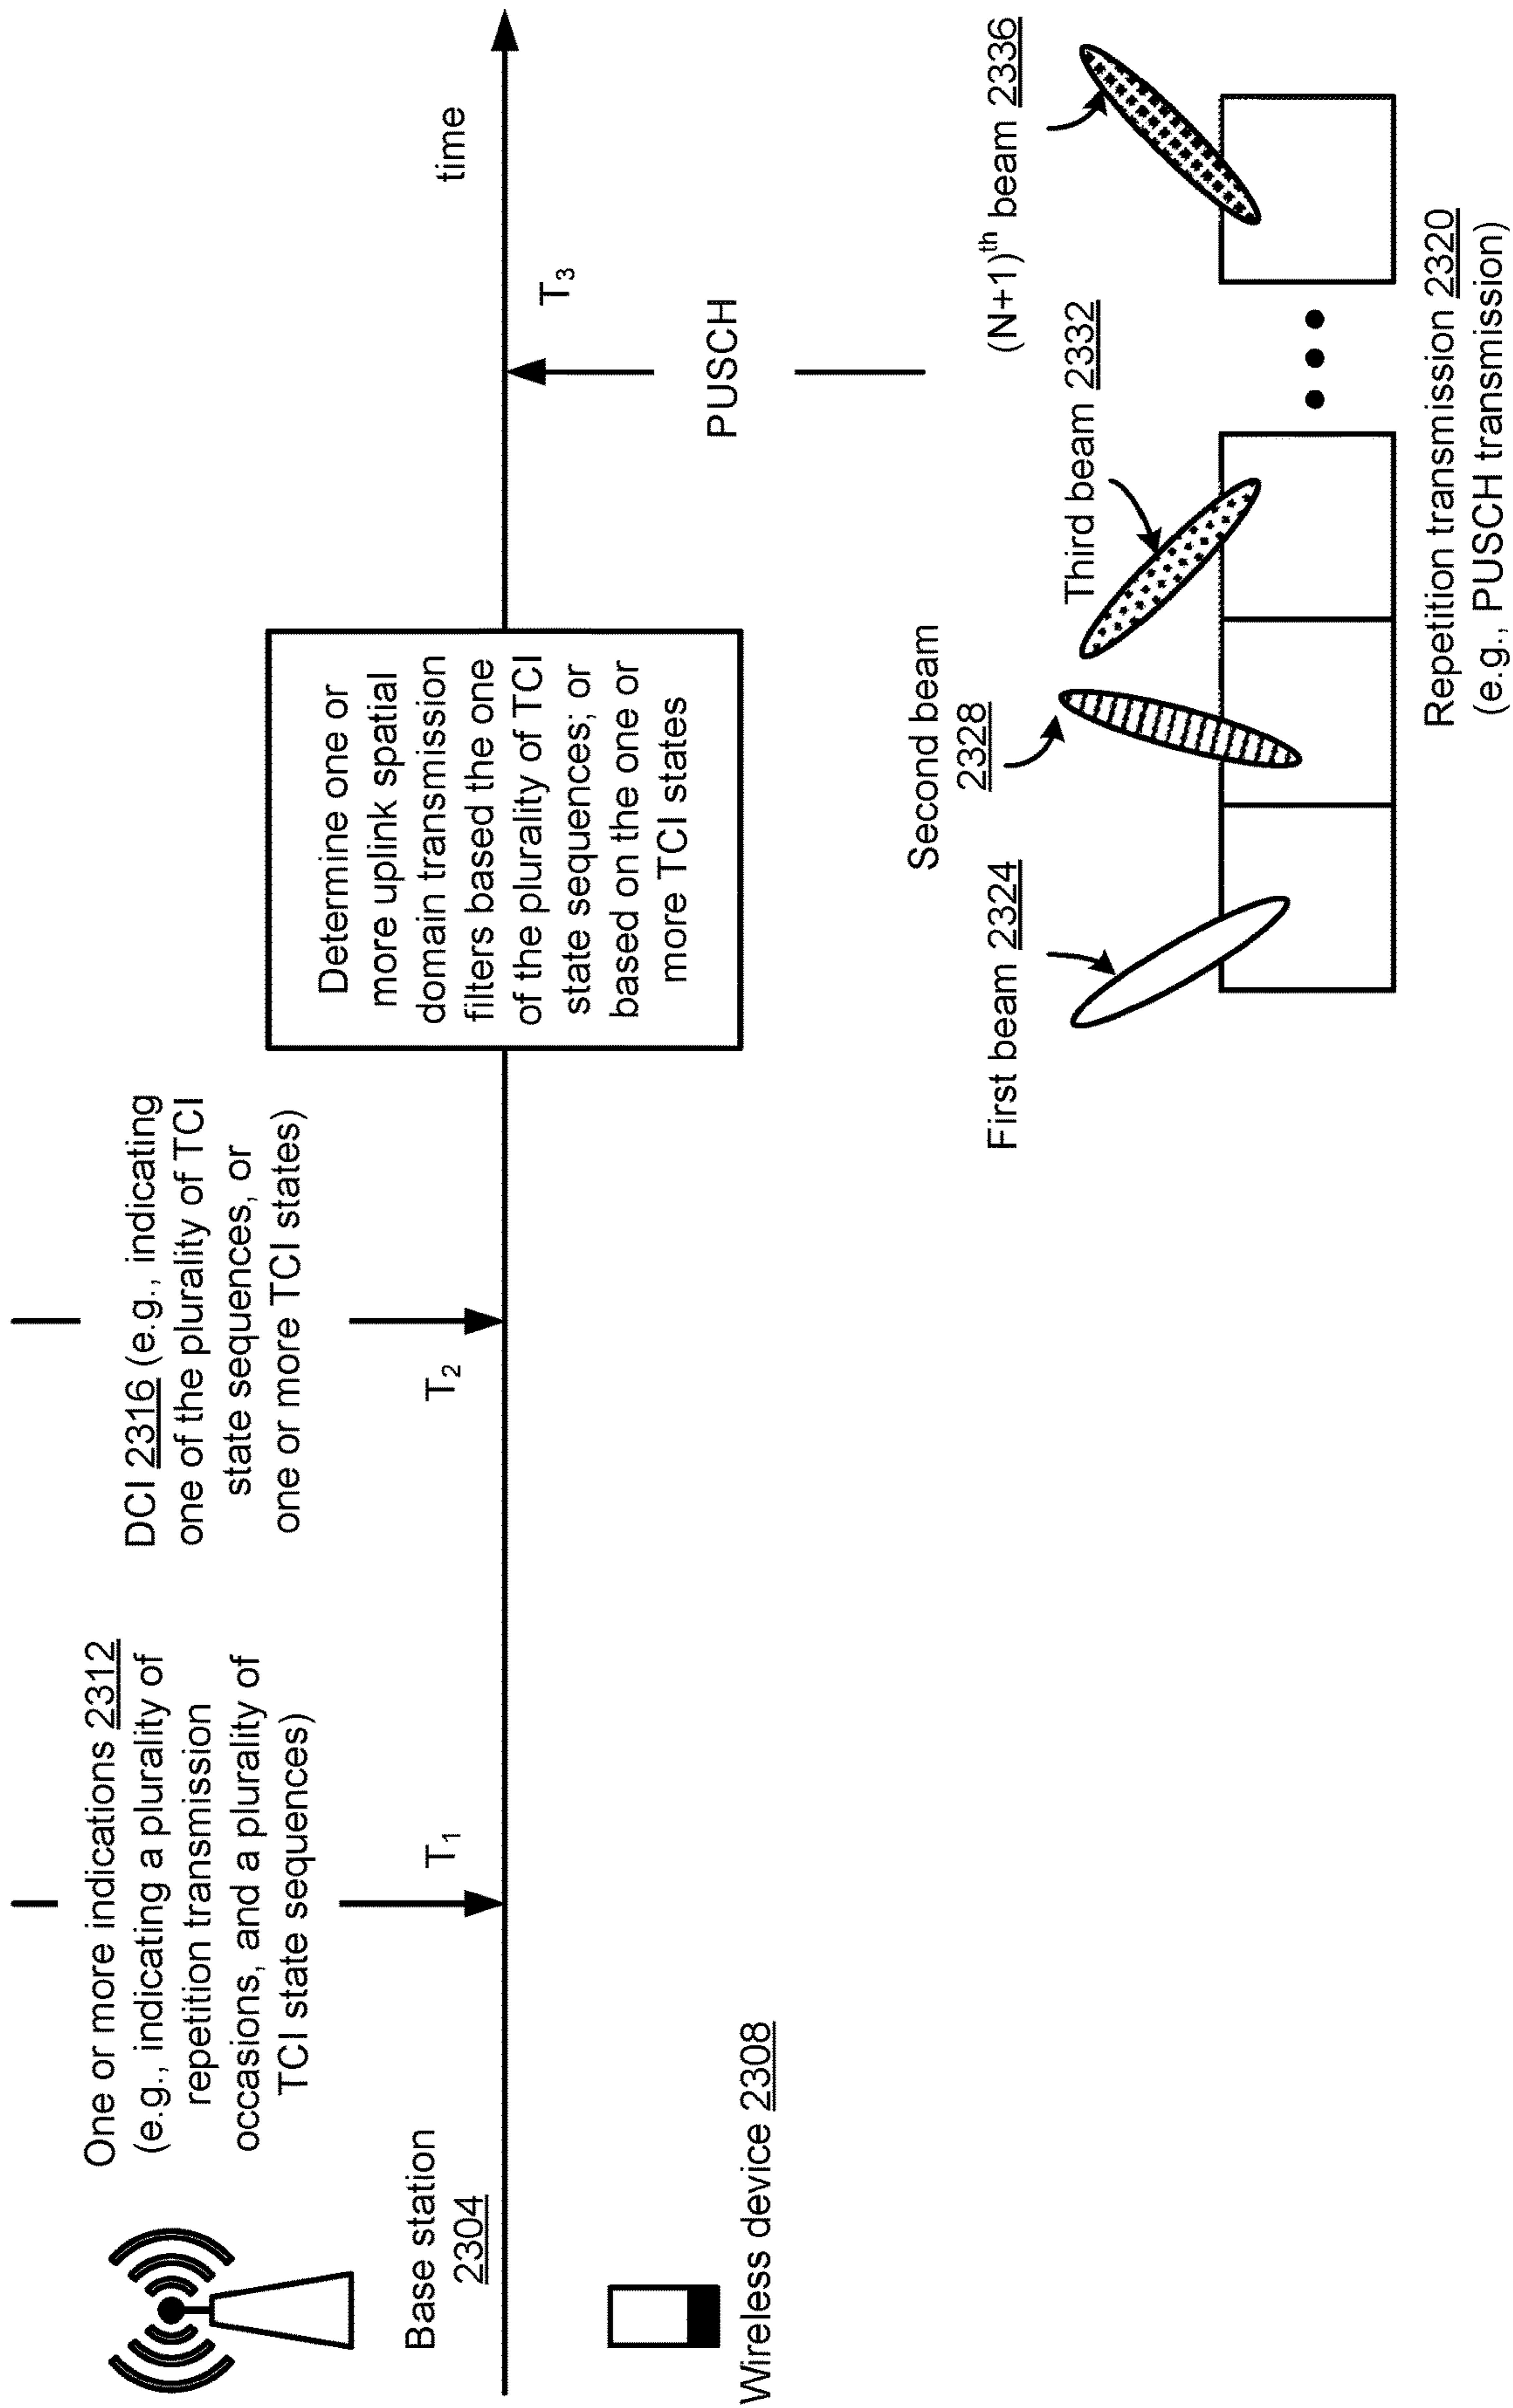 One or more indications 2312
(e.g., indicating a plurality of
repetition transmission
occasions, and a plurality of
TCI state sequences)
DCI 2316 (e.g., indicating
one of the plurality of TCI
state sequences, or
one or more TCI states)
Base station
2304
T1
T2
Determine one or
more uplink spatial
domain transmission
filters based the one
of the plurality of TCI
state sequences; or
based on the one or
more TCI states
time
T3
PUSCH
Wireless device 2308
First beam 2324
Second beam
2328
Third beam 2332
(N+1)th beam 2336
Repetition transmission 2320
(e.g., PUSCH transmission)